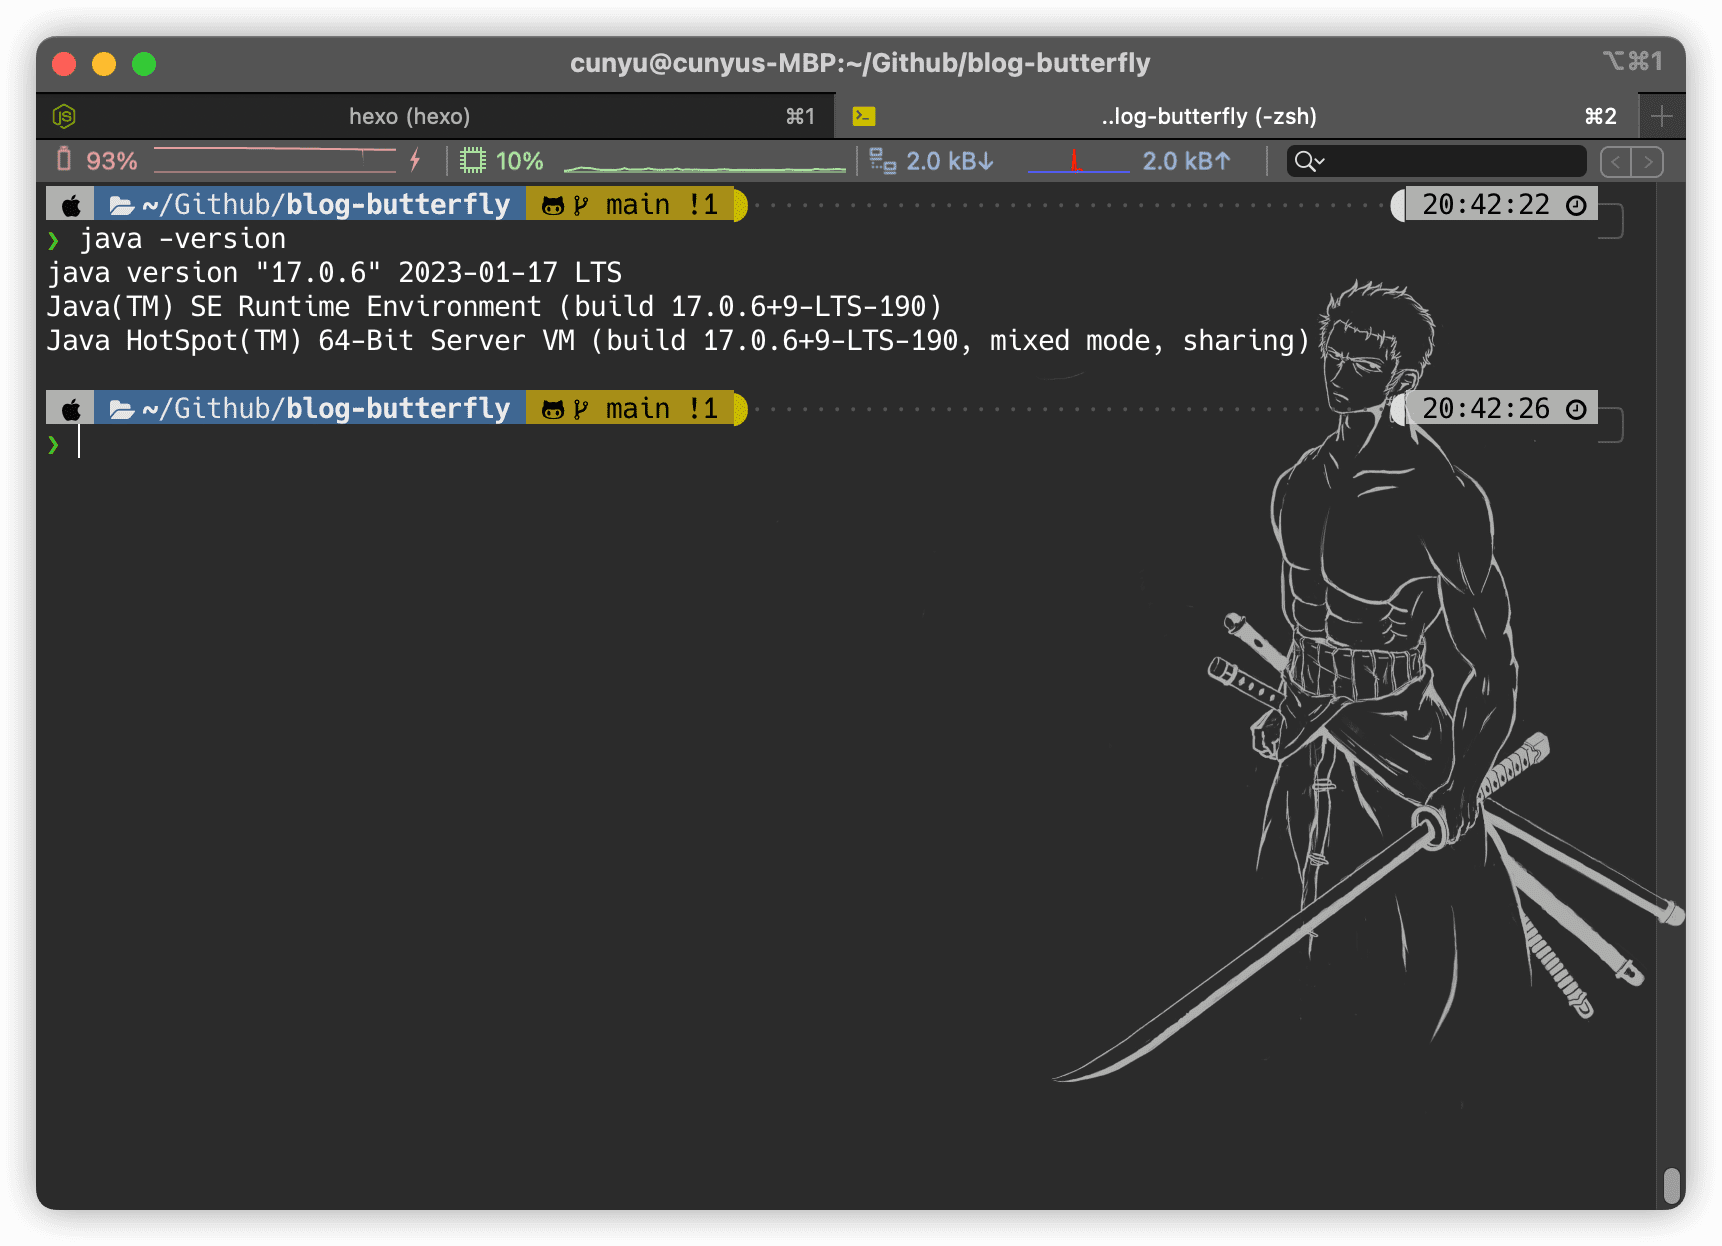 cunyu@cunyus-MBP:~/Github/blog-butterfly ⌥⌘1
hexo (hexo) ⌘1 ..log-butterfly (-zsh) ⌘2
93% 10% 2.0 kB↓ 2.0 kB↑
~/Github/blog-butterfly main !1 20:42:22
❯ java -version
java version "17.0.6" 2023-01-17 LTS
Java(TM) SE Runtime Environment (build 17.0.6+9-LTS-190)
Java HotSpot(TM) 64-Bit Server VM (build 17.0.6+9-LTS-190, mixed mode, sharing)
~/Github/blog-butterfly main !1 20:42:26
❯